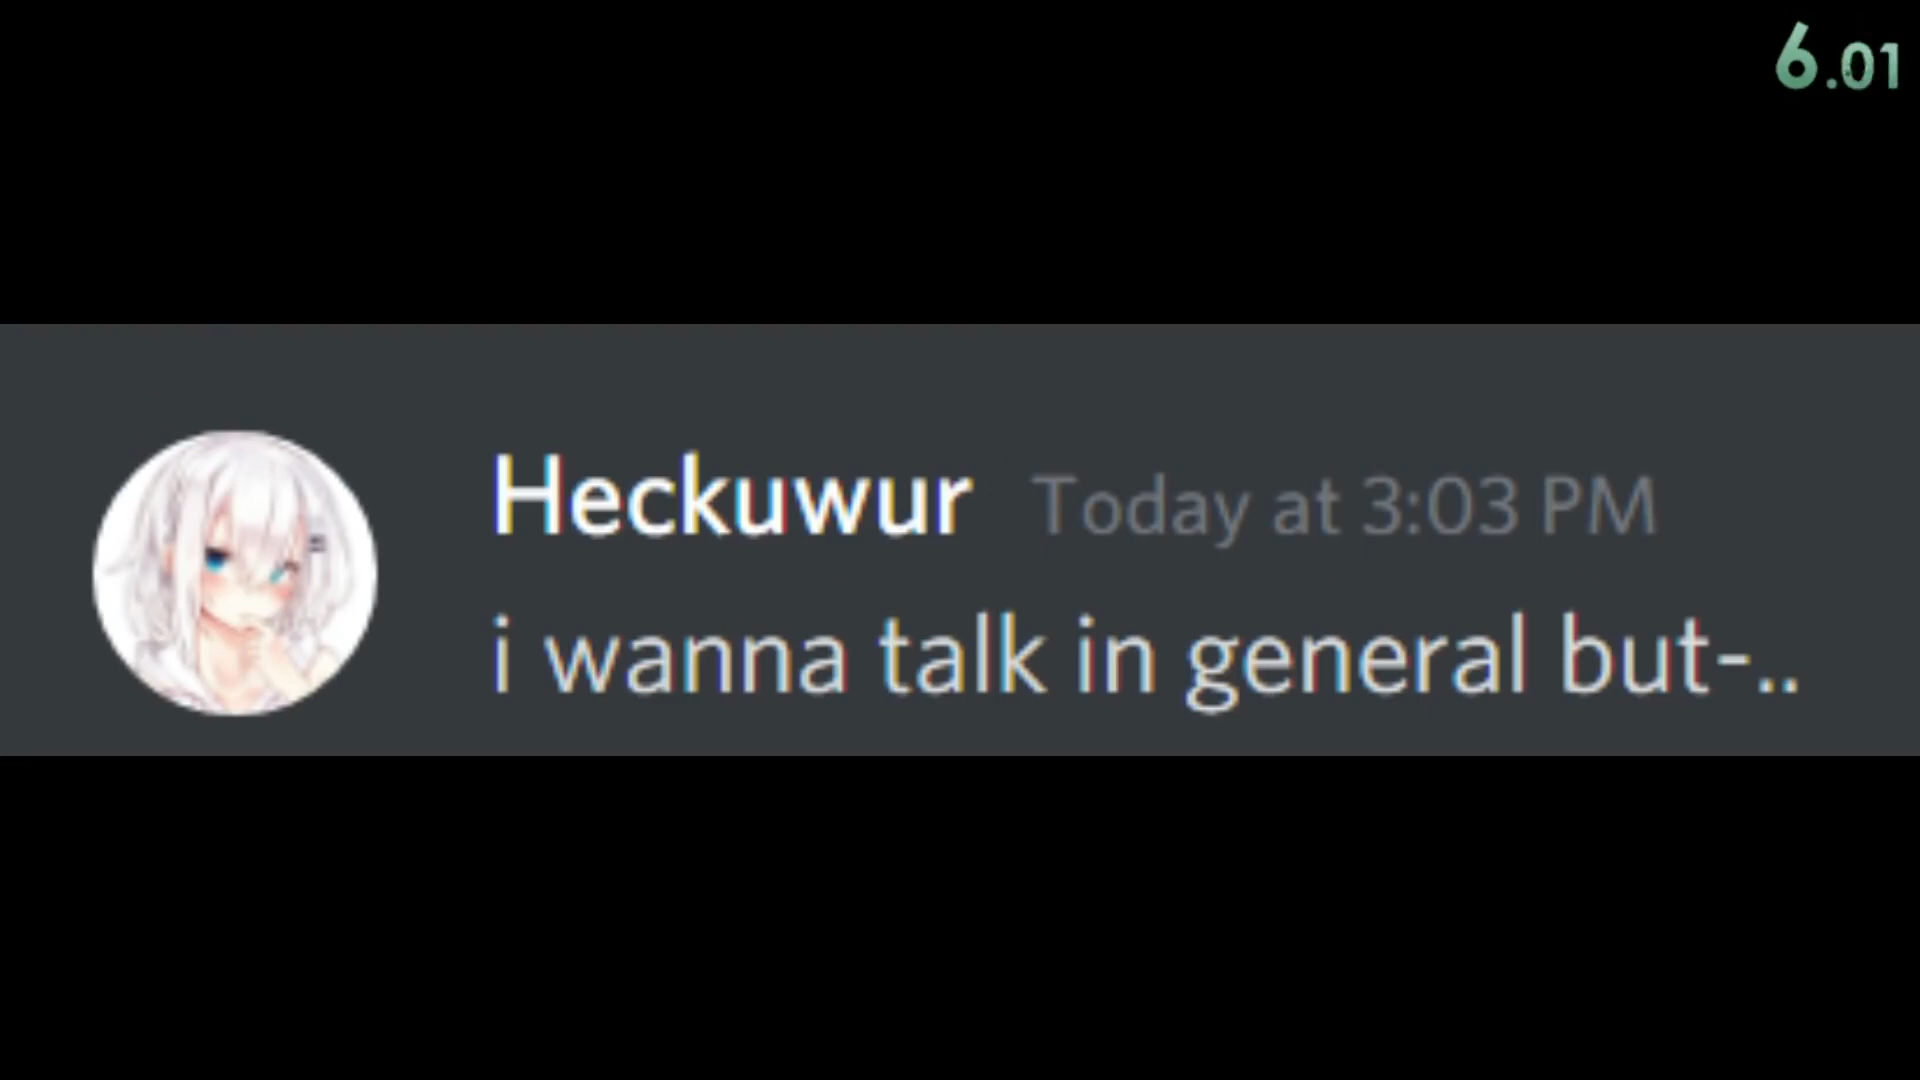 6.01
Heckuwur Today at 3:03 PM
i wanna talk in general but-..